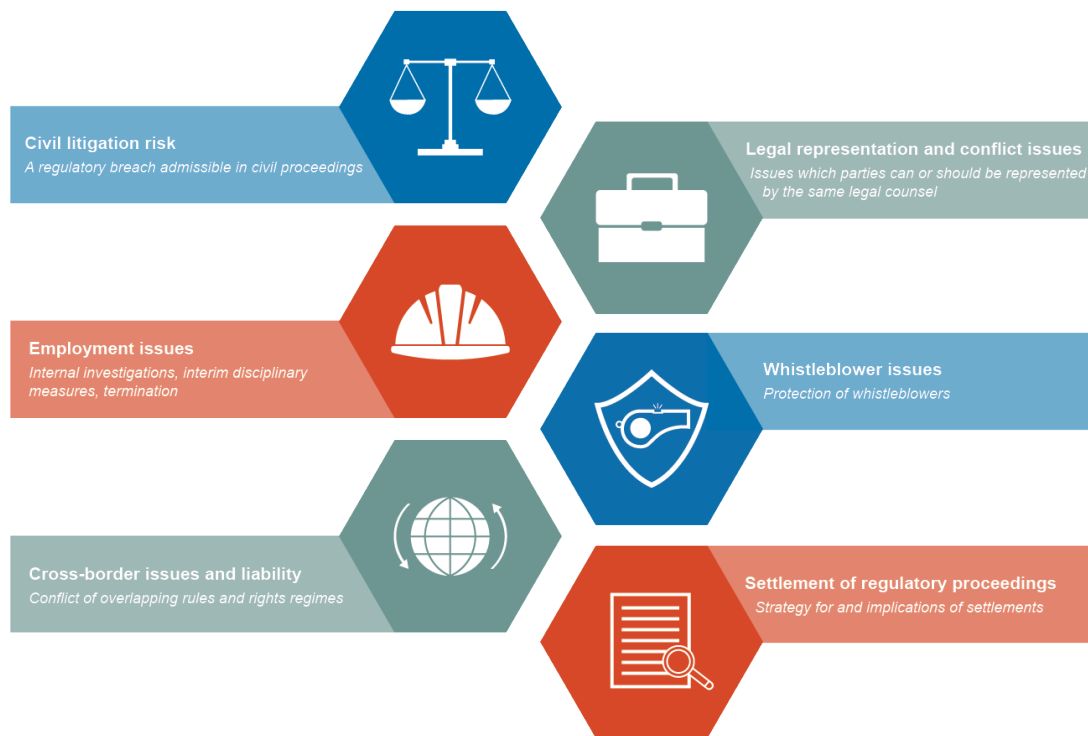 Civil litigation risk
A regulatory breach admissible in civil proceedings
Legal representation and conflict issues
Issues which parties can or should be represented
by the same legal counsel
Employment issues
Internal investigations, interim disciplinary
measures, termination
Whistleblower issues
Protection of whistleblowers
Cross-border issues and liability
Conflict of overlapping rules and rights regimes
Settlement of regulatory proceedings
Strategy for and implications of settlements